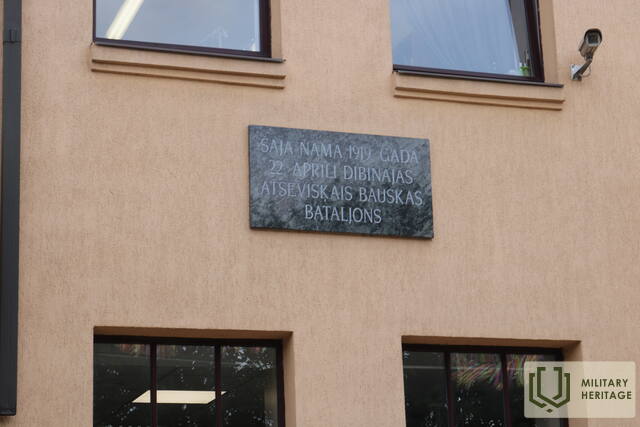 ŠAJĀ NAMĀ 1919. GADA
22. APRĪLĪ DIBINĀJĀS
ATSEVIŠĶAIS BAUSKAS
BATALJONS
MILITARY
HERITAGE